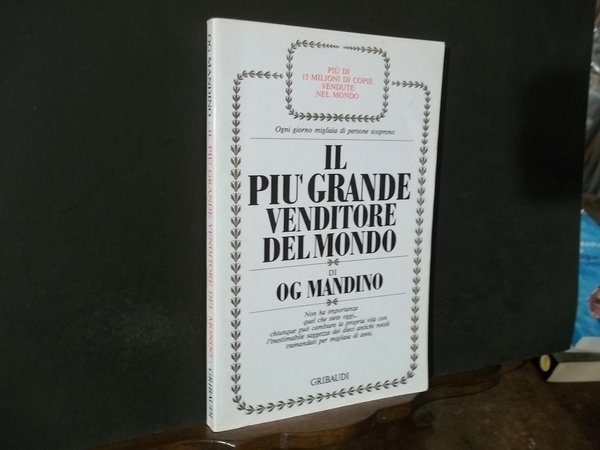 PIÙ DI
15 MILIONI DI COPIE
VENDUTE
NEL MONDO
Ogni giorno migliaia di persone scoprono
IL
PIU' GRANDE
VENDITORE
DEL MONDO
DI
OG MANDINO
Non ha importanza
quel che siete oggi...
chiunque può cambiare la propria vita con
l'inestimabile saggezza dei dieci antichi rotoli
tramandati per migliaia di anni.
GRIBAUDI
OG MANDINO IL PIÙ GRANDE VENDITORE DEL MONDO GRIBAUDI